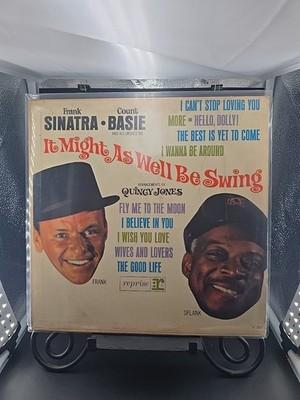 Frank Count
SINATRA • BASIE
AND HIS ORCHESTRA
It Might As Well Be Swing
I CAN'T STOP LOVING YOU
MORE • HELLO, DOLLY!
THE BEST IS YET TO COME
I WANNA BE AROUND
ARRANGEMENTS BY
QUINCY JONES
FLY ME TO THE MOON
I BELIEVE IN YOU
I WISH YOU LOVE
WIVES AND LOVERS
THE GOOD LIFE
reprise
FRANK
SPLANK